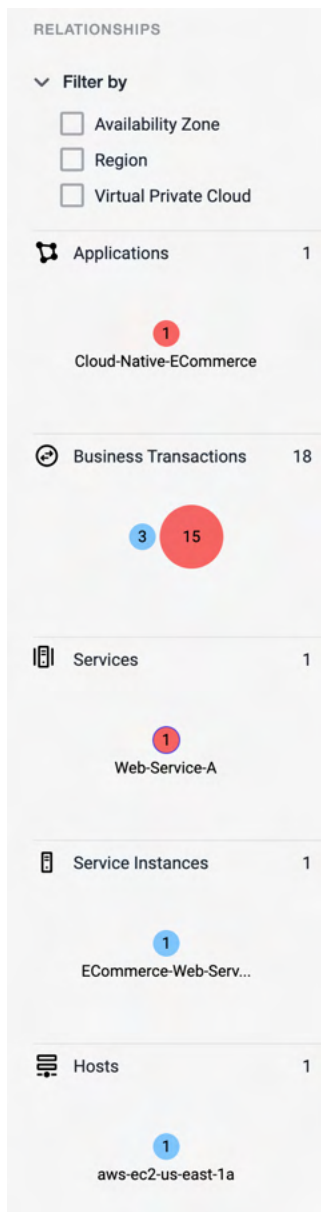 RELATIONSHIPS
Filter by
Availability Zone
Region
Virtual Private Cloud
Applications 1
1
Cloud-Native-ECommerce
Business Transactions 18
3 15
Services 1
1
Web-Service-A
Service Instances 1
1
ECommerce-Web-Serv...
Hosts 1
1
aws-ec2-us-east-1a